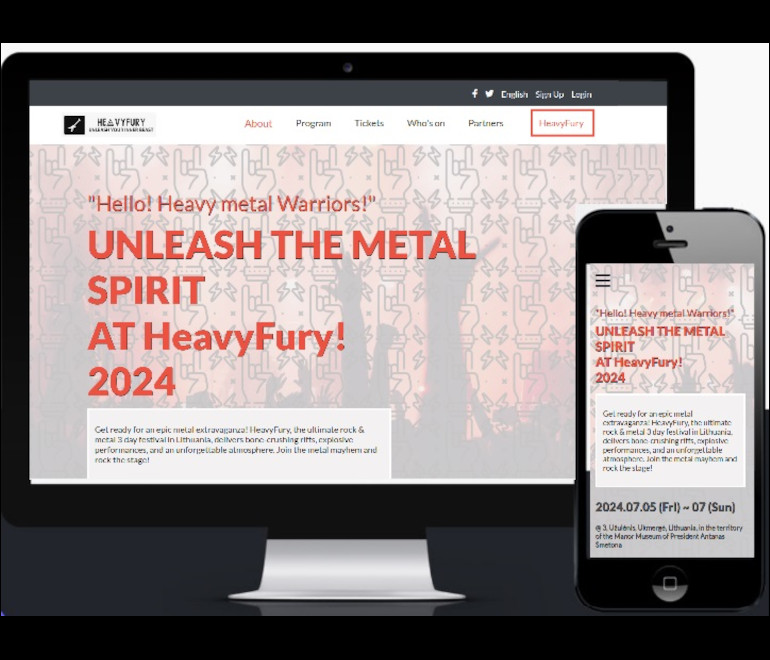 English Sign Up Login
HEAVYFURY
UNLEASH YOUR INNER BEAST
About Program Tickets Who's on Partners HeavyFury
"Hello! Heavy metal Warriors!"
UNLEASH THE METAL
SPIRIT
AT HeavyFury!
2024
Get ready for an epic metal extravaganza! HeavyFury, the ultimate rock &
metal 3 day festival in Lithuania, delivers bone-crushing riffs, explosive
performances, and an unforgettable atmosphere. Join the metal mayhem and
rock the stage!
"Hello! Heavy metal Warriors!"
UNLEASH THE METAL
SPIRIT
AT HeavyFury!
2024
Get ready for an epic metal
extravaganza! HeavyFury, the ultimate
rock & metal 3 day festival in Lithuania,
delivers bone-crushing riffs, explosive
performances, and an unforgettable
atmosphere. Join the metal mayhem and
rock the stage!
2024.07.05 (Fri) ~ 07 (Sun)
@ 3, Užulėnis, Ukmergė, Lithuania, in the territory
of the Manor Museum of President Antanas
Smetona